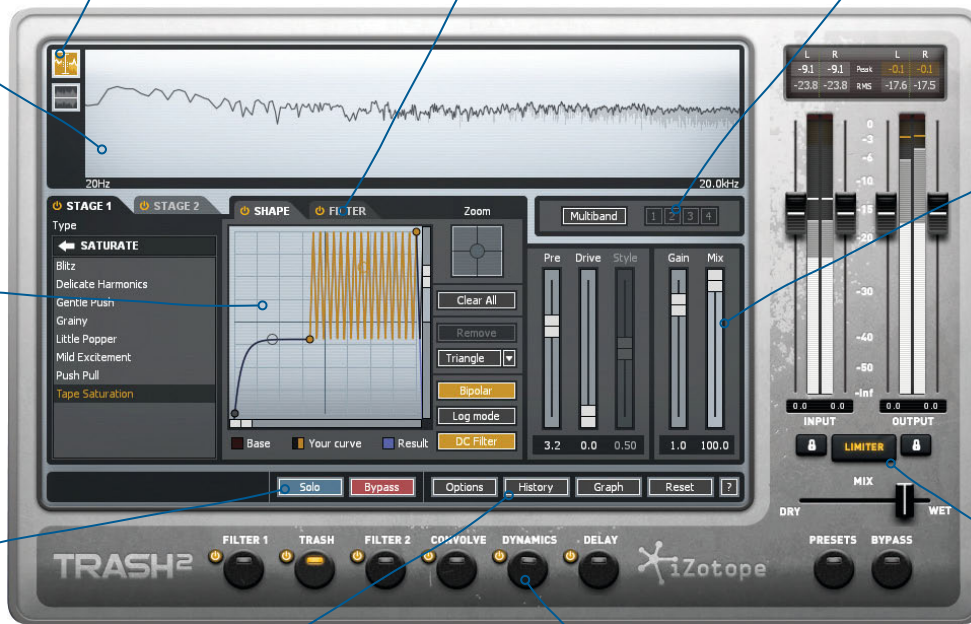 L R L R
-9.1 -9.1 Peak -0.1 -0.1
-23.8 -23.8 RMS -17.6 -17.5
20Hz 20.0kHz
STAGE 1 STAGE 2
Type
SATURATE
Blitz
Delicate Harmonics
Gentle Push
Grainy
Little Popper
Mild Excitement
Push Pull
Tape Saturation
SHAPE FILTER Zoom
Clear All
Remove
Triangle
Bipolar
Log mode
DC Filter
Base Your curve Result
Multiband 1 2 3 4
Pre Drive Style Gain Mix
3.2 0.0 0.50 1.0 100.0
0
-3
-6
-10
-15
-20
-30
-40
-50
-Inf
0.0 0.0 0.0 0.0
INPUT OUTPUT
LIMITER
MIX
DRY WET
Solo Bypass Options History Graph Reset ?
FILTER 1 TRASH FILTER 2 CONVOLVE DYNAMICS DELAY PRESETS BYPASS
TRASH2 iZotope